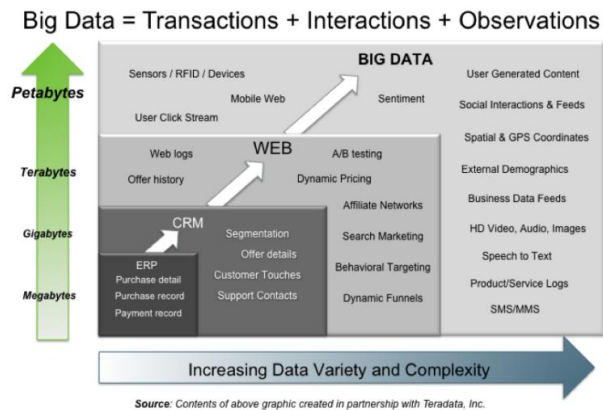 Big Data = Transactions + Interactions + Observations
Petabytes
Terabytes
Gigabytes
Megabytes
BIG DATA
Sensors / RFID / Devices
Mobile Web
Sentiment
User Click Stream
User Generated Content
Social Interactions & Feeds
Spatial & GPS Coordinates
External Demographics
Business Data Feeds
HD Video, Audio, Images
Speech to Text
Product/Service Logs
SMS/MMS
WEB
Web logs
A/B testing
Offer history
Dynamic Pricing
Affiliate Networks
Search Marketing
Behavioral Targeting
Dynamic Funnels
CRM
Segmentation
Offer details
Customer Touches
Support Contacts
ERP
Purchase detail
Purchase record
Payment record
Increasing Data Variety and Complexity
Source: Contents of above graphic created in partnership with Teradata, Inc.